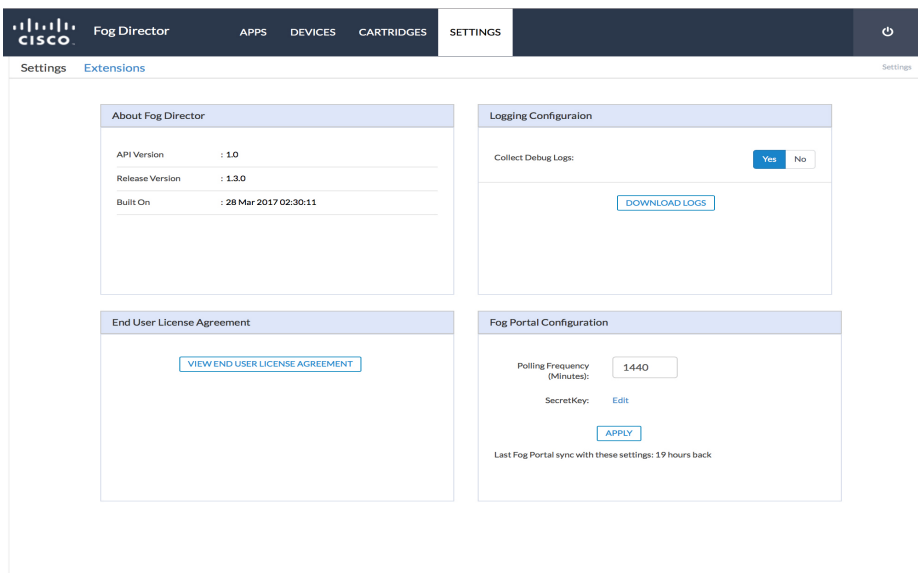 CISCO Fog Director APPS DEVICES CARTRIDGES SETTINGS
Settings Extensions Settings
About Fog Director
API Version : 1.0
Release Version : 1.3.0
Built On : 28 Mar 2017 02:30:11
Logging Configuraion
Collect Debug Logs: Yes No
DOWNLOAD LOGS
End User License Agreement
VIEW END USER LICENSE AGREEMENT
Fog Portal Configuration
Polling Frequency
(Minutes): 1440
SecretKey: Edit
APPLY
Last Fog Portal sync with these settings: 19 hours back